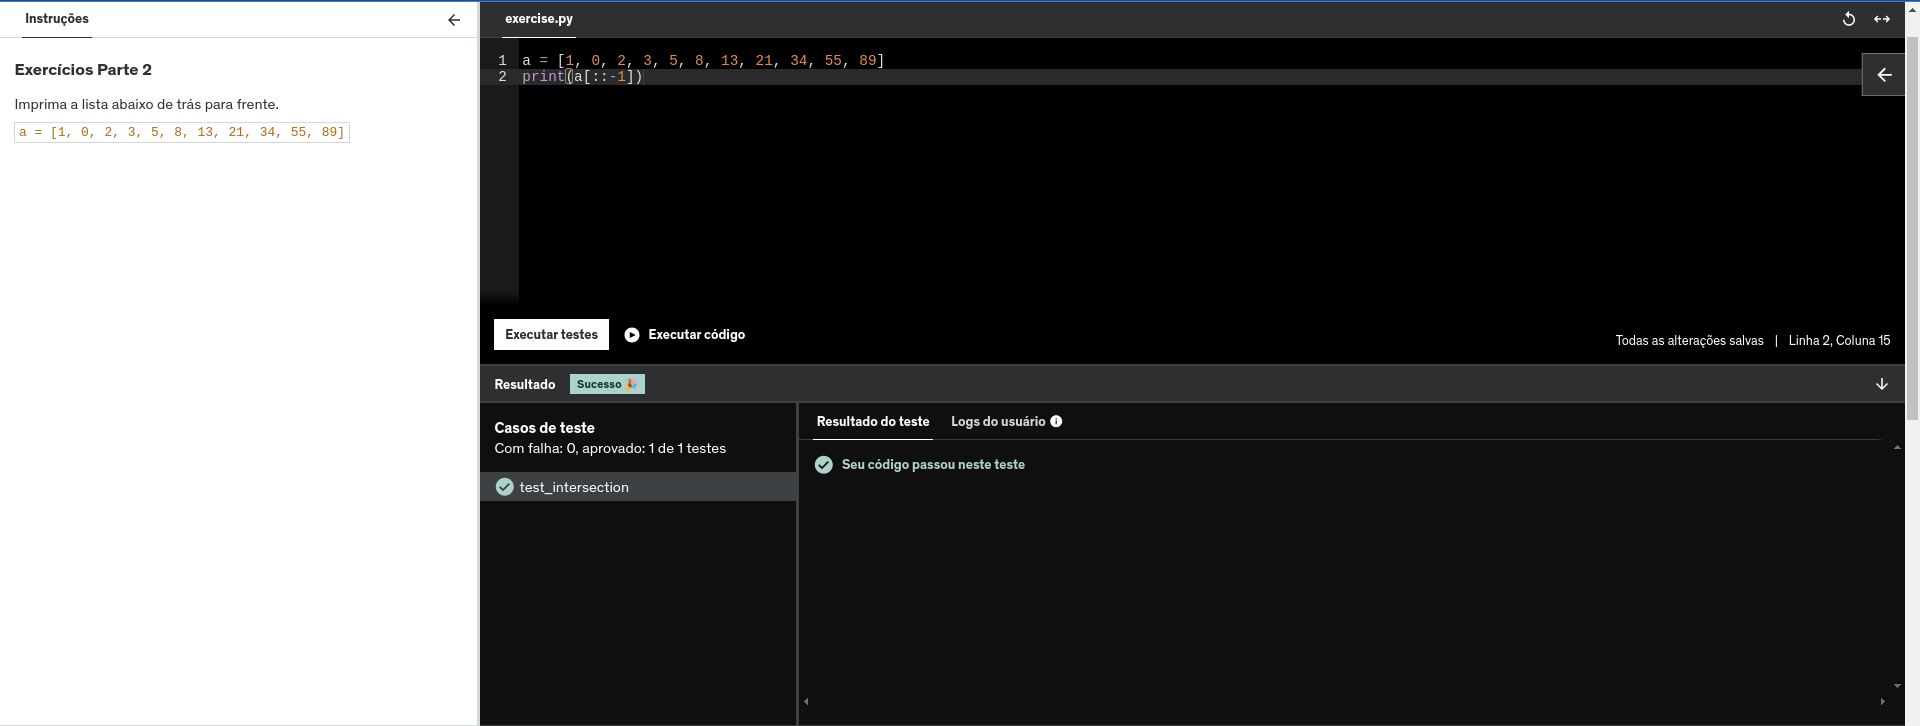 Instruções
Exercícios Parte 2
Imprima a lista abaixo de trás para frente.
a = [1, 0, 2, 3, 5, 8, 13, 21, 34, 55, 89]
exercise.py
1 a = [1, 0, 2, 3, 5, 8, 13, 21, 34, 55, 89]
2 print(a[::-1])
Executar testes Executar código
Todas as alterações salvas | Linha 2, Coluna 15
Resultado Sucesso 🎉
Casos de teste
Com falha: 0, aprovado: 1 de 1 testes
test_intersection
Resultado do teste Logs do usuário
Seu código passou neste teste